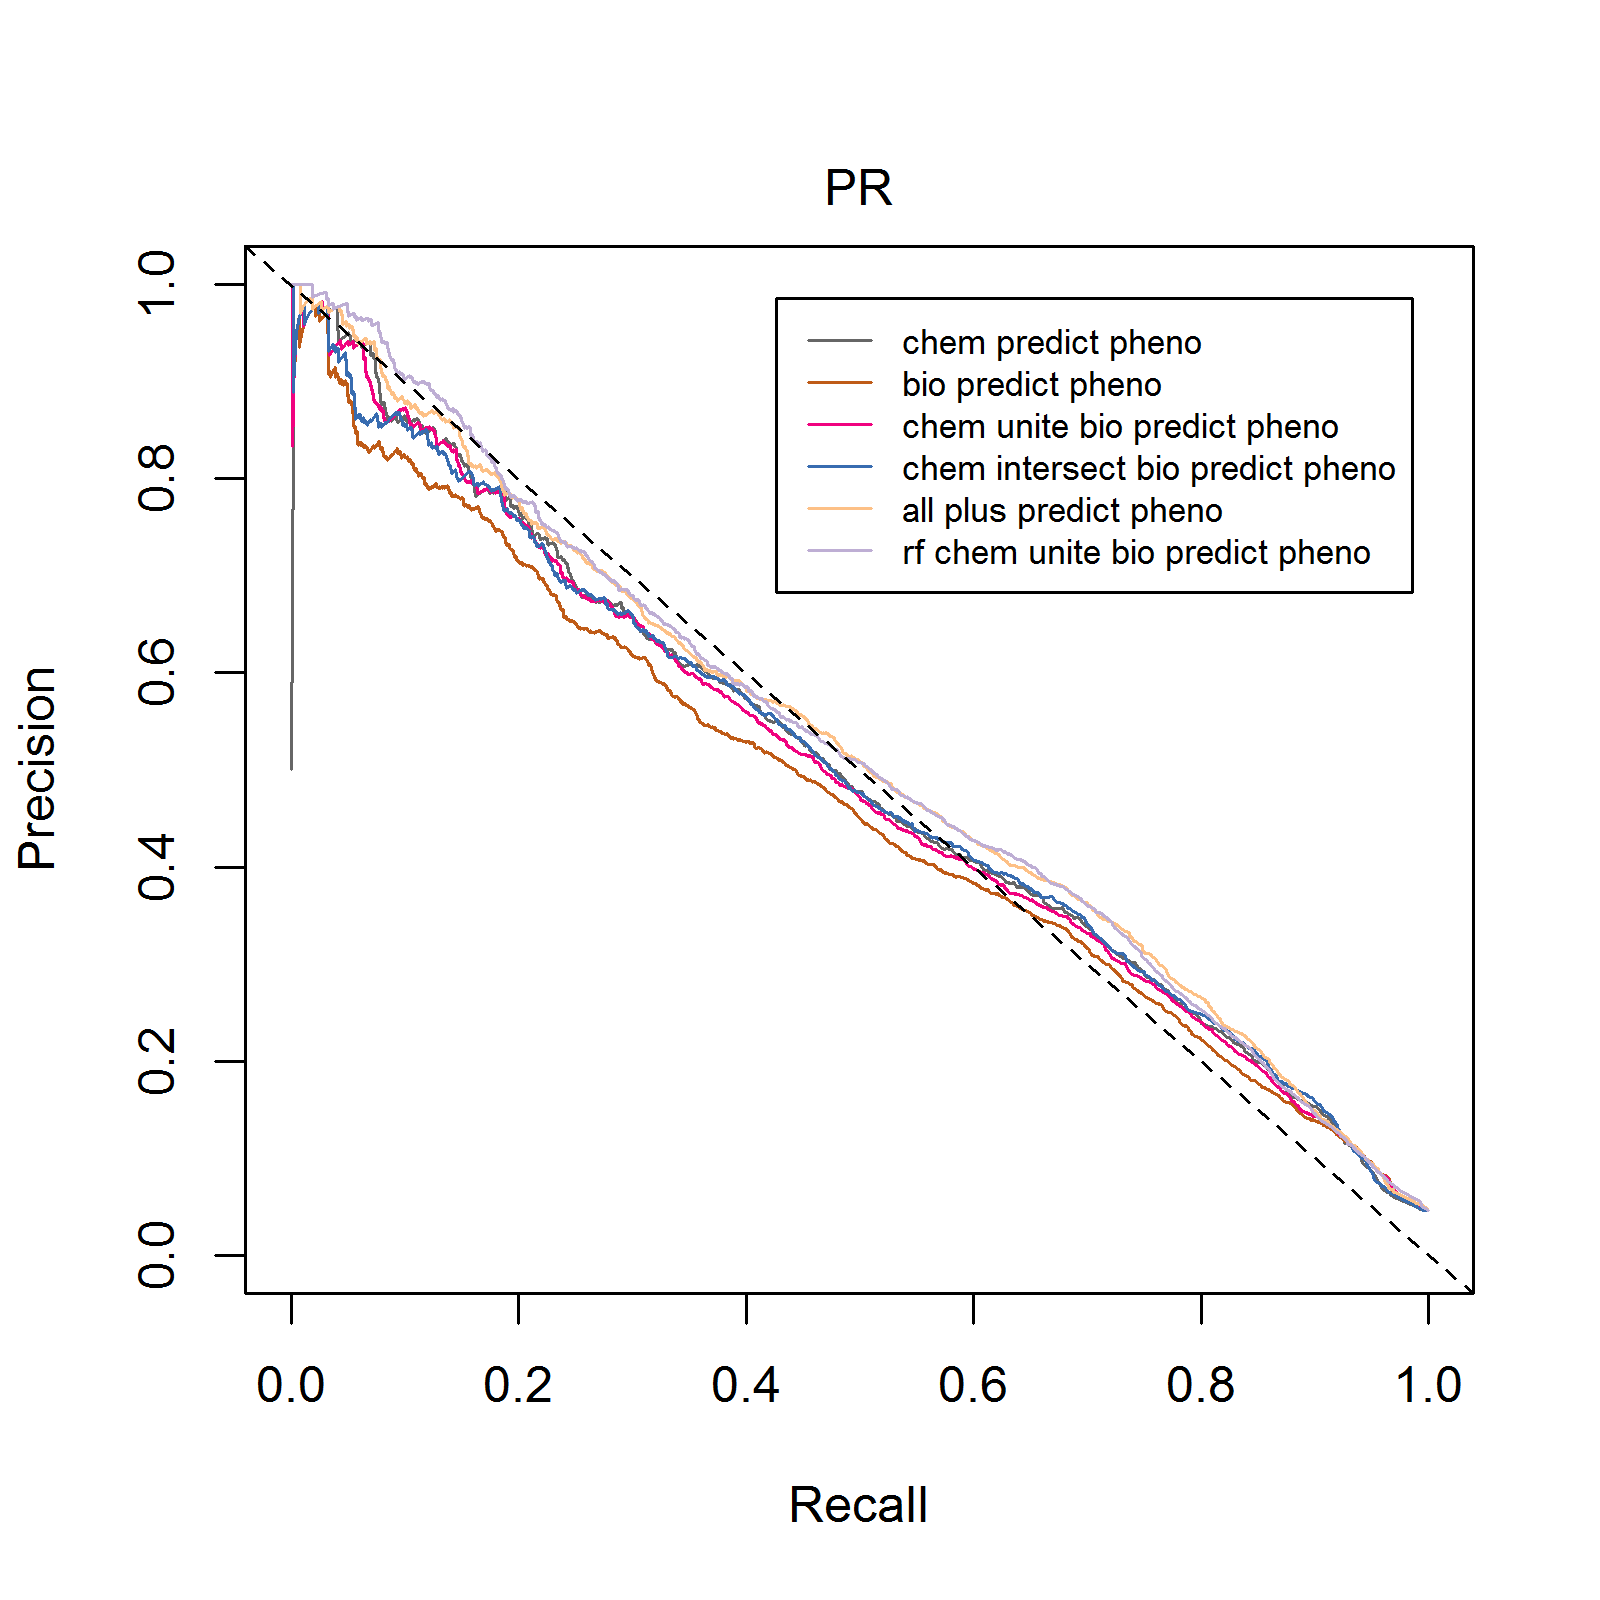 PR
1.0
0.8
0.6
0.4
0.2
0.0
Precision
chem predict pheno
bio predict pheno
chem unite bio predict pheno
chem intersect bio predict pheno
all plus predict pheno
rf chem unite bio predict pheno
0.0 0.2 0.4 0.6 0.8 1.0
Recall